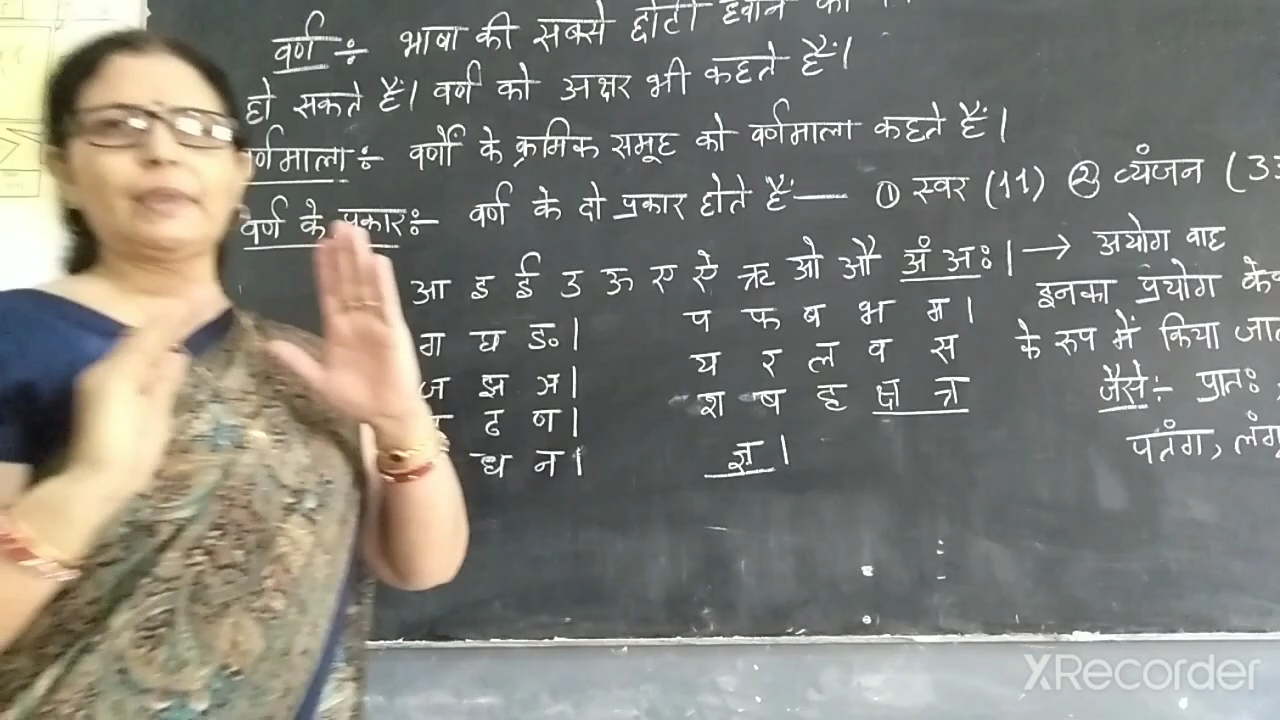 वर्ण ÷ भाषा की सबसे छोटी ध्वनि
हो सकते हैं। वर्ण को अक्षर भी कहते हैं।
र्णमाला ÷ वर्णों के क्रमिक समूह को वर्णमाला कहते हैं।
वर्ण के प्रकार :- वर्ण के दो प्रकार होते हैं — ① स्वर (11) ② व्यंजन (33
आ इ ई उ ऊ ए ऐ ऋ ओ औ अं अः। → अयोग वाह
ग घ ङ। प फ ब भ म। इनका प्रयोग
ज झ ञ। य र ल व स के रूप में किया
ढ ण। श ष ह क्ष त्र जैसे :- प्रातः
ध न। ज्ञ। पतंग,
XRecorder